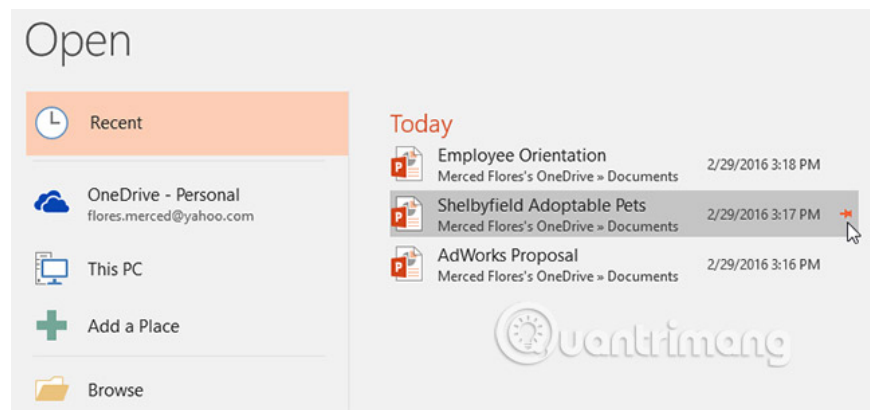 Open
Recent
OneDrive - Personal
flores.merced@yahoo.com
This PC
Add a Place
Browse
Today
Employee Orientation
Merced Flores's OneDrive » Documents
2/29/2016 3:18 PM
Shelbyfield Adoptable Pets
Merced Flores's OneDrive » Documents
2/29/2016 3:17 PM
AdWorks Proposal
Merced Flores's OneDrive » Documents
2/29/2016 3:16 PM
Quantrimang